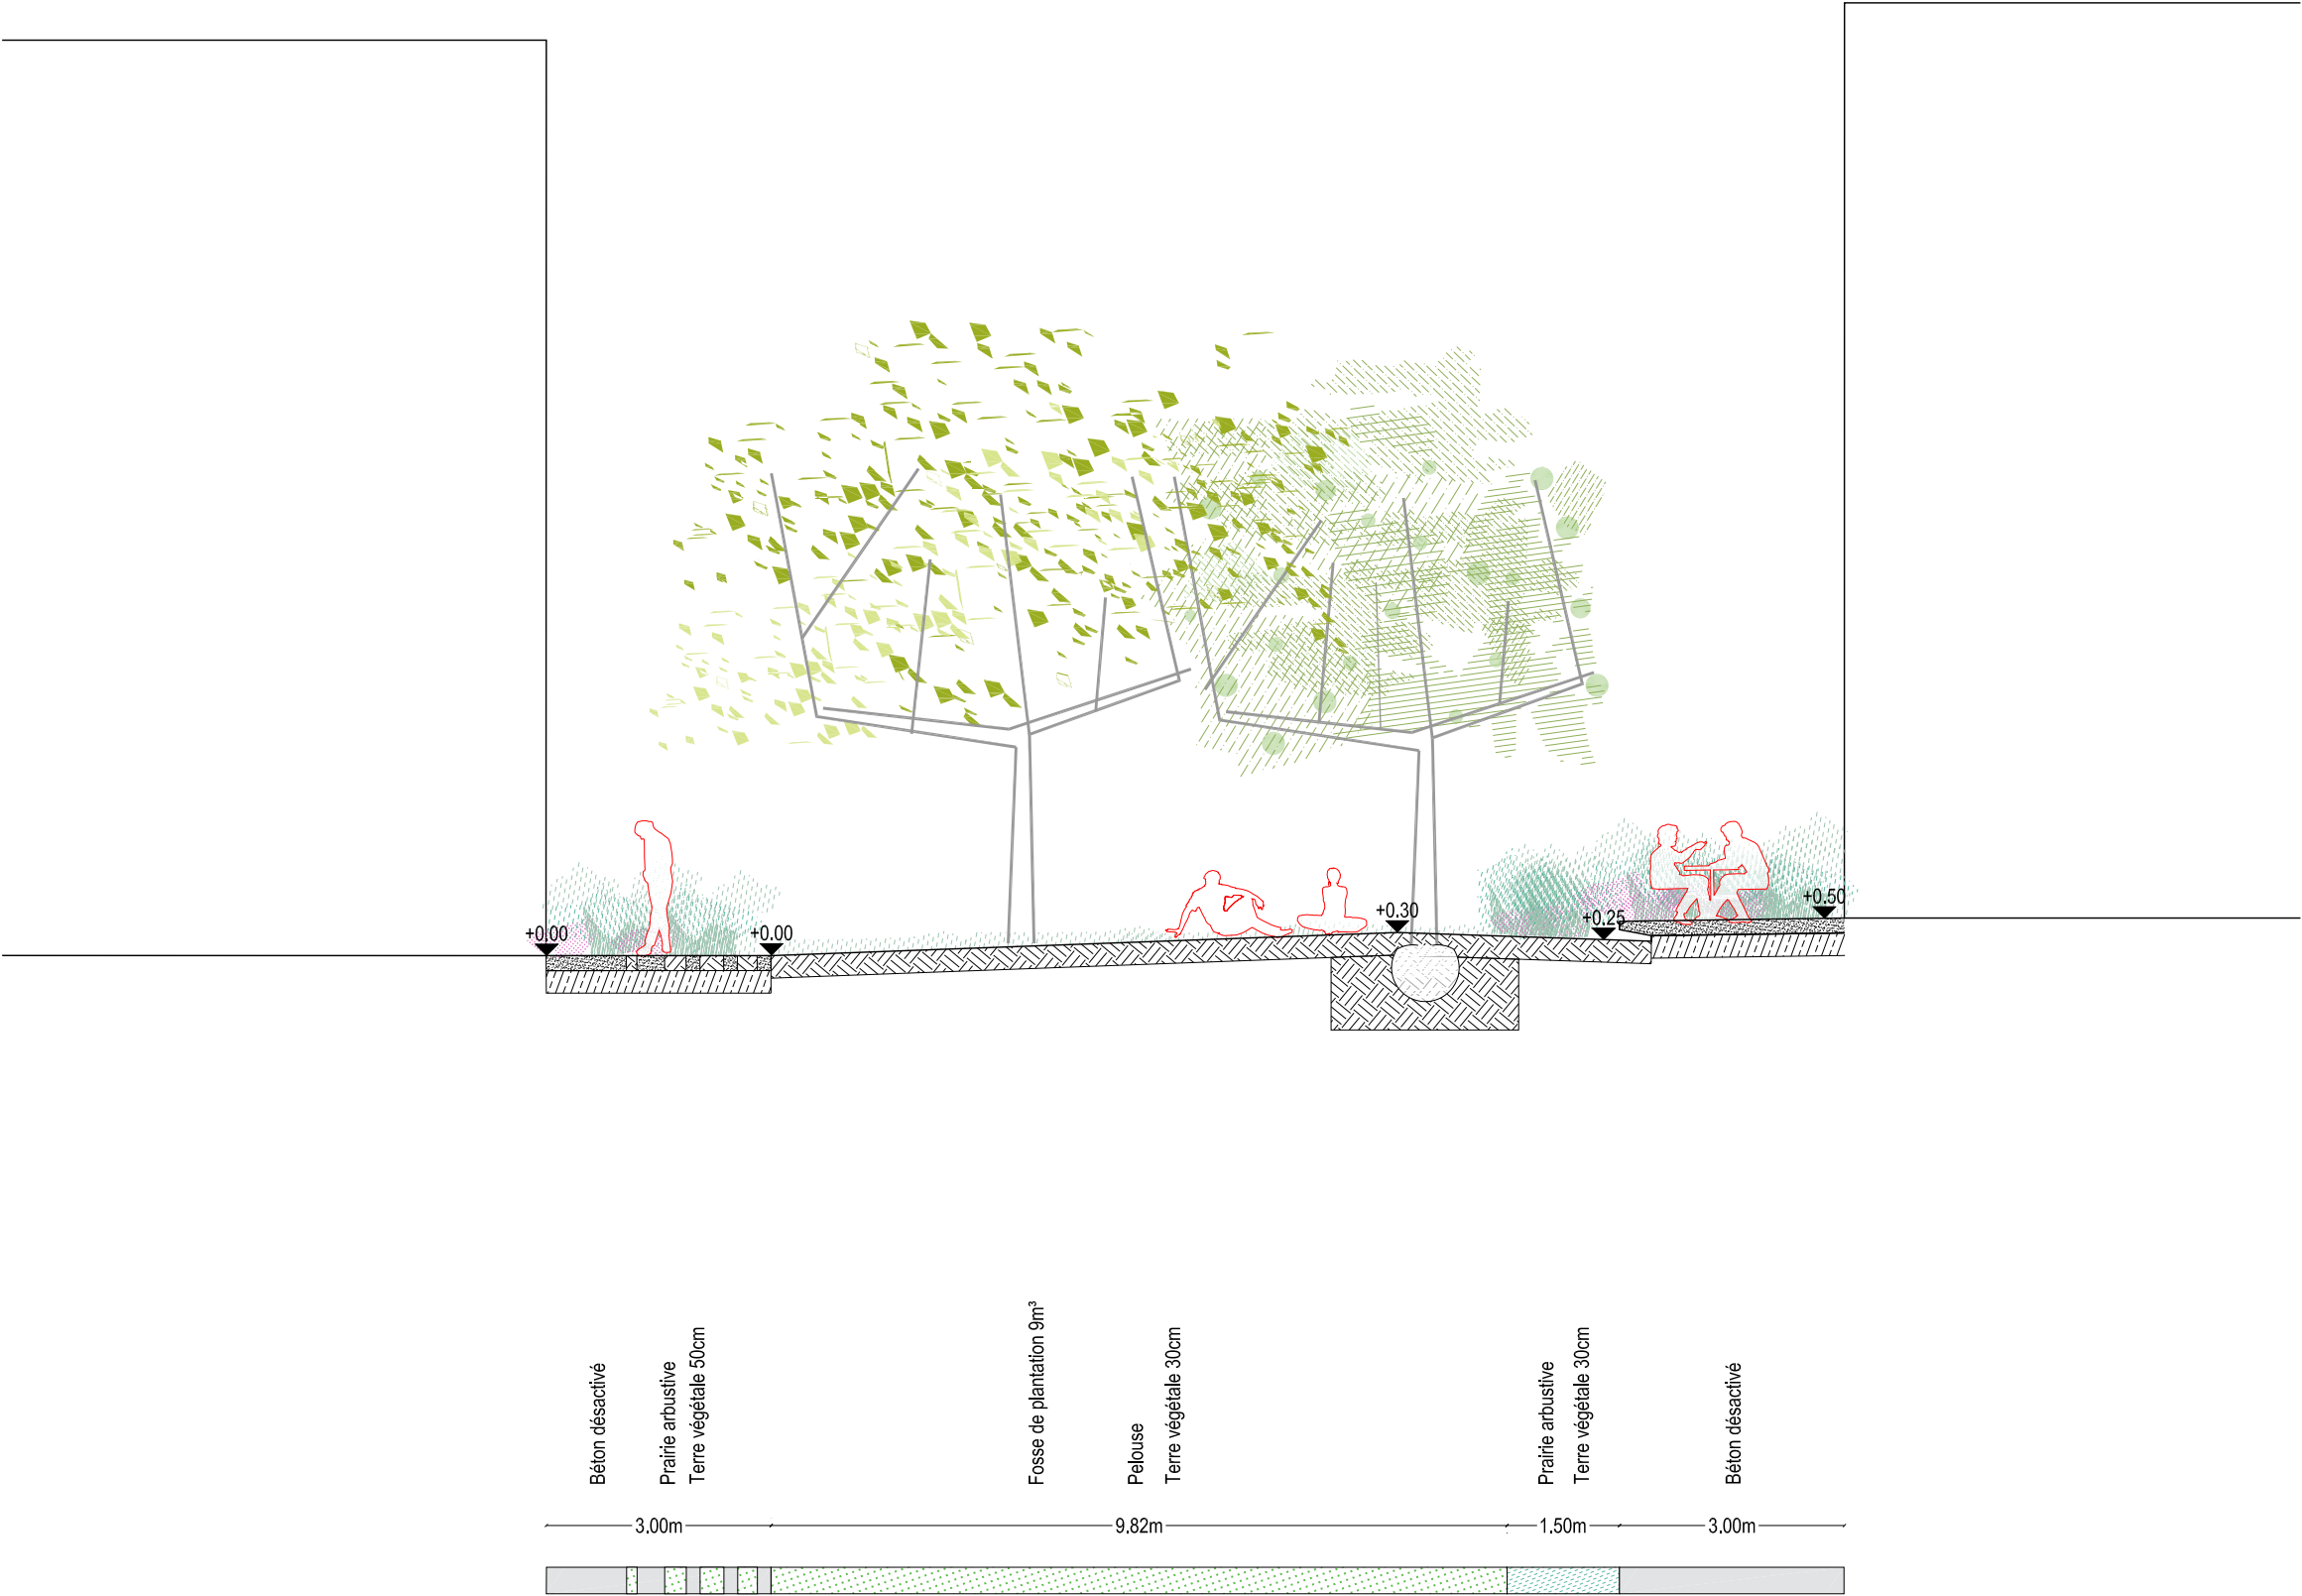 +0.30
+0.50
+0.25
+0.00
+0.00
Béton désactivé
Prairie arbustive
Terre végétale 50cm
Fosse de plantation 9m³
Pelouse
Terre végétale 30cm
Prairie arbustive
Terre végétale 30cm
Béton désactivé
3.00m
9.82m
1.50m
3.00m